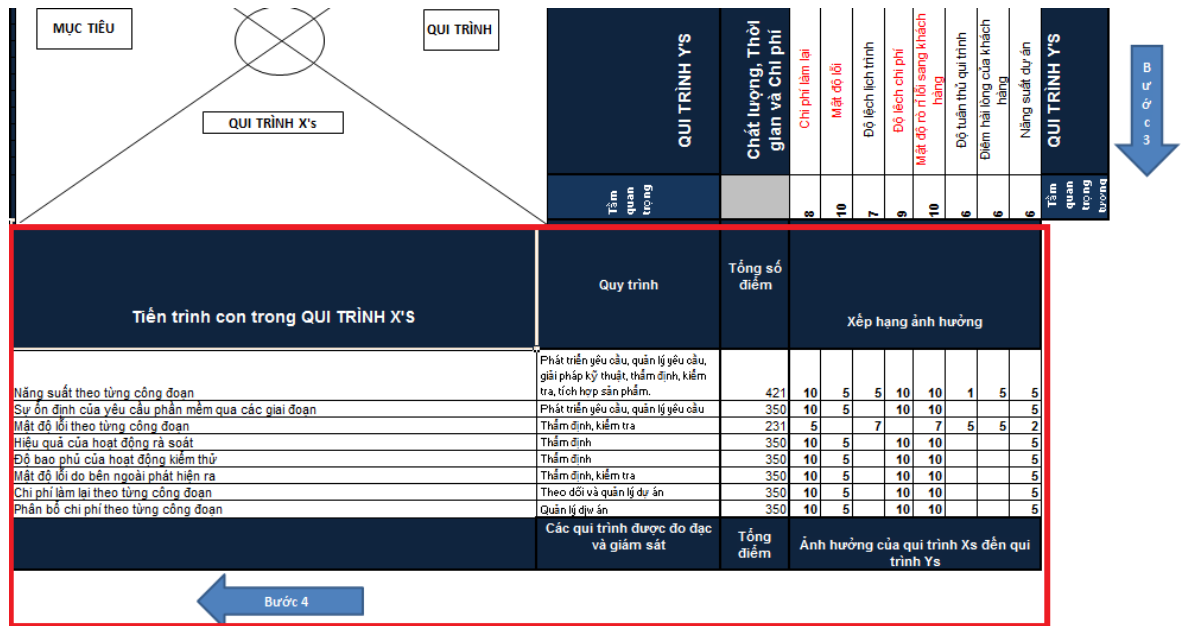 MỤC TIÊU
QUI TRÌNH
QUI TRÌNH X's
QUI TRÌNH Y'S
Chất lượng, Thời
gian và Chi phí
Chi phí làm lại
Mật độ lỗi
Độ lệch lịch trình
Độ lệch chi phí
Mật độ rò rỉ lỗi sang khách
hàng
Độ tuân thủ qui trình
Điểm hài lòng của khách
hàng
Năng suất dự án
QUI TRÌNH Y'S
Bước 3
Tầm
quan
trọng
8 10 7 9 10 6 6 6
Tầm
quan
trọng
tương
Tiến trình con trong QUI TRÌNH X'S
Quy trình
Tổng số
điểm
Xếp hạng ảnh hưởng
Phát triển yêu cầu, quản lý yêu cầu,
giải pháp kỹ thuật, thẩm định, kiểm
Năng suất theo từng công đoạn tra, tích hợp sản phẩm. 421 10 5 5 10 10 1 5 5
Sự ổn định của yêu cầu phần mềm qua các giai đoạn Phát triển yêu cầu, quản lý yêu cầu 350 10 5 10 10 5
Mật độ lỗi theo từng công đoạn Thẩm định, kiểm tra 231 5 7 7 5 5 2
Hiệu quả của hoạt động rà soát Thẩm định 350 10 5 10 10 5
Độ bao phủ của hoạt động kiểm thử Thẩm định 350 10 5 10 10 5
Mật độ lỗi do bên ngoài phát hiện ra Thẩm định, kiểm tra 350 10 5 10 10 5
Chi phí làm lại theo từng công đoạn Theo dõi và quản lý dự án 350 10 5 10 10 5
Phân bổ chi phí theo từng công đoạn Quản lý dịw án 350 10 5 10 10 5
Các qui trình được đo đạc
và giám sát
Tổng
điểm
Ảnh hưởng của qui trình Xs đến qui
trình Ys
Bước 4